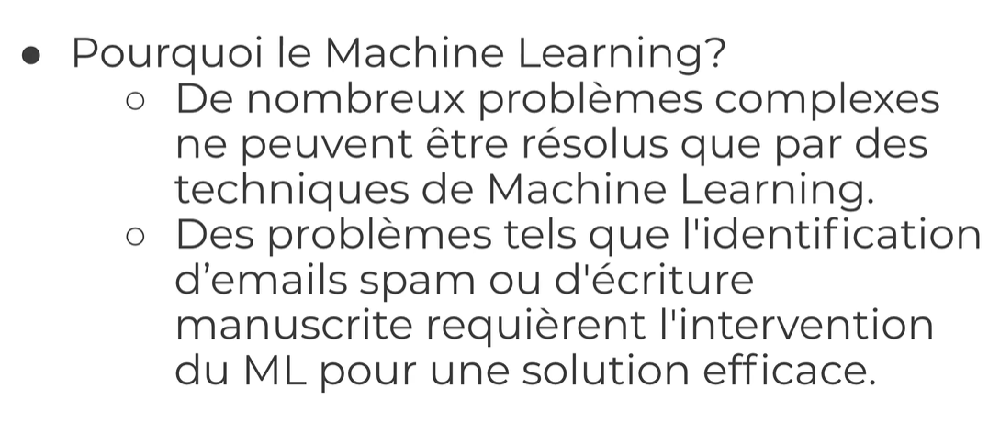 ● Pourquoi le Machine Learning?
○ De nombreux problèmes complexes
ne peuvent être résolus que par des
techniques de Machine Learning.
○ Des problèmes tels que l'identification
d’emails spam ou d'écriture
manuscrite requièrent l'intervention
du ML pour une solution efficace.